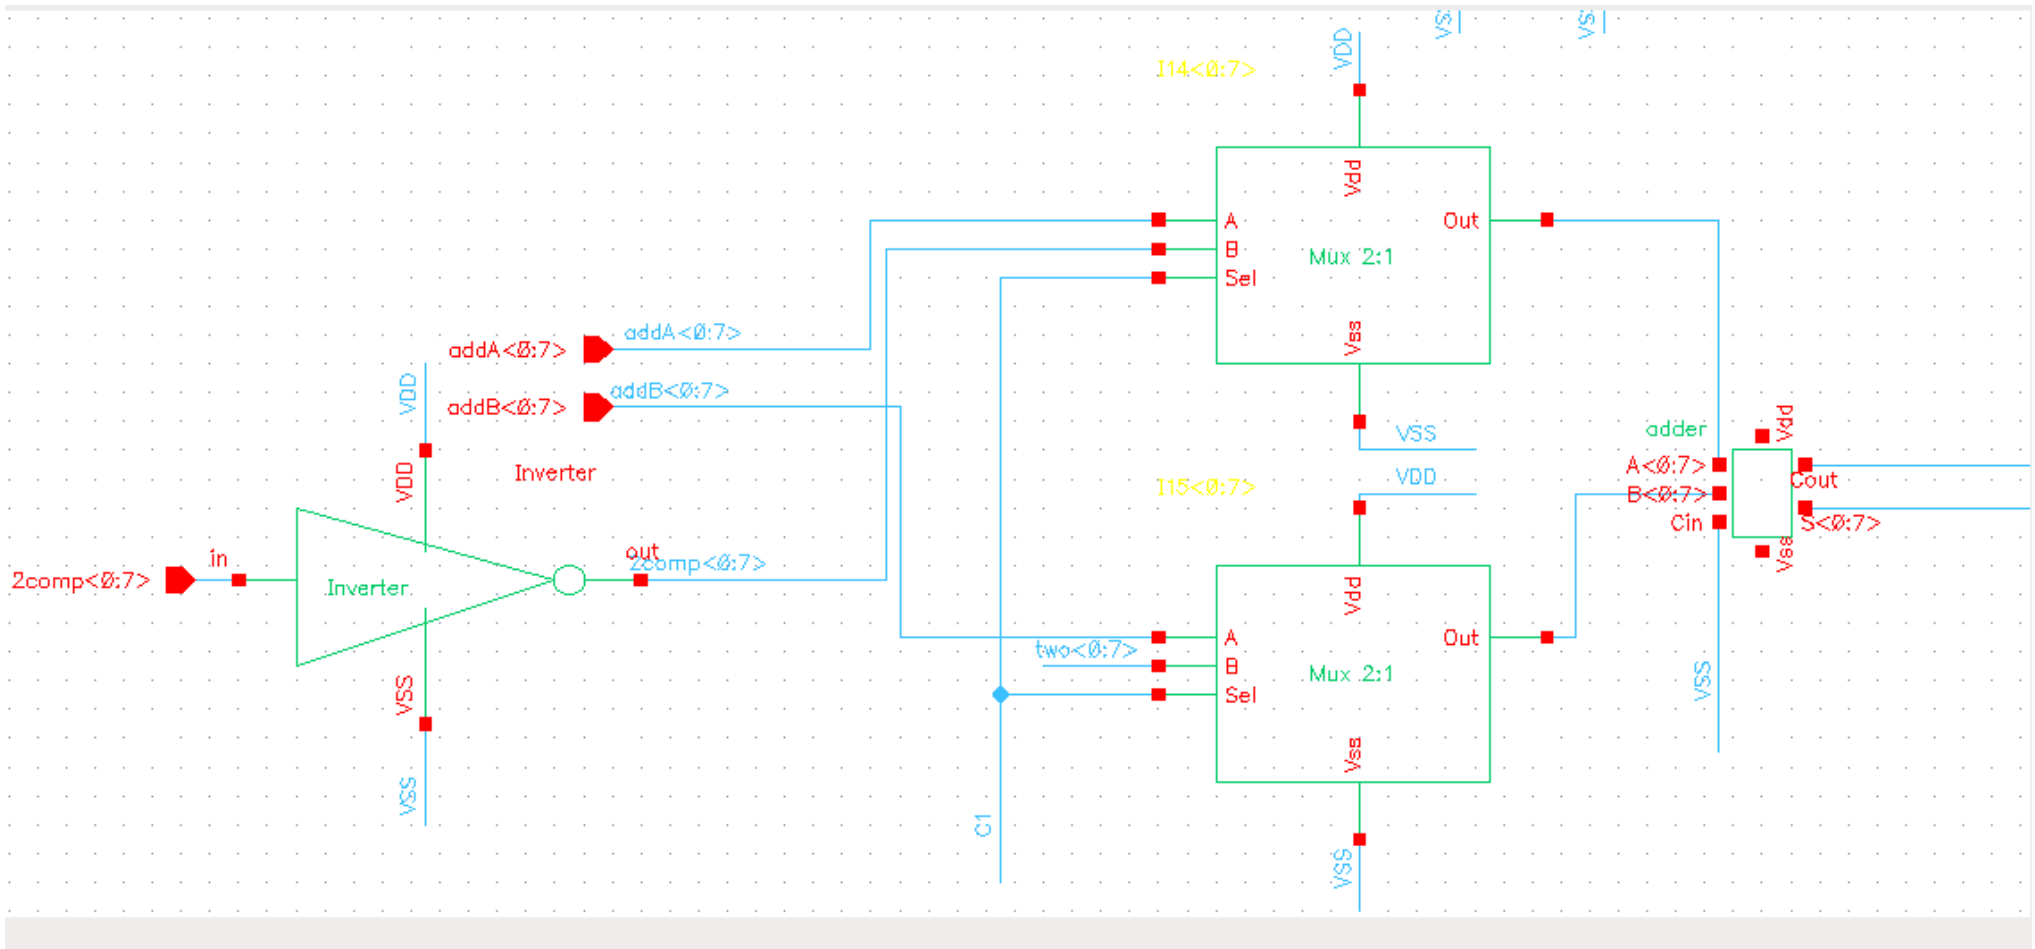 VS
VS
VDD
I14<0:7>
Vdd
A
Out
B
Mux 2:1
Sel
addA<0:7>
addA<0:7>
Vss
addB<0:7>
addB<0:7>
VDD
VSS
adder
Vdd
A<0:7>
VDD
Inverter
VDD
I15<0:7>
B<0:7>
Cout
Cin
S<0:7>
Vss
in
out
2comp<0:7>
2comp<0:7>
Inverter
Vdd
A
Out
two<0:7>
B
Mux 2:1
Sel
VSS
VSS
Vss
VSS
C1
VSS